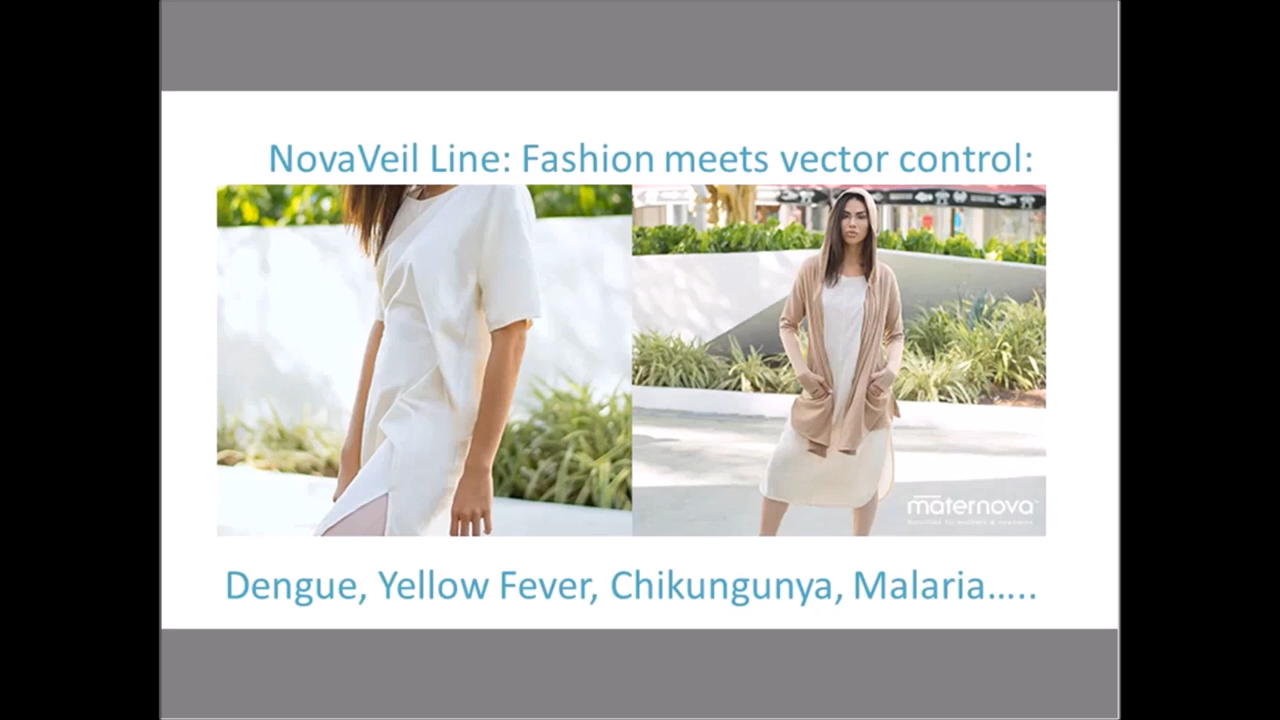 NovaVeil Line: Fashion meets vector control:
maternova
Dengue, Yellow Fever, Chikungunya, Malaria…..